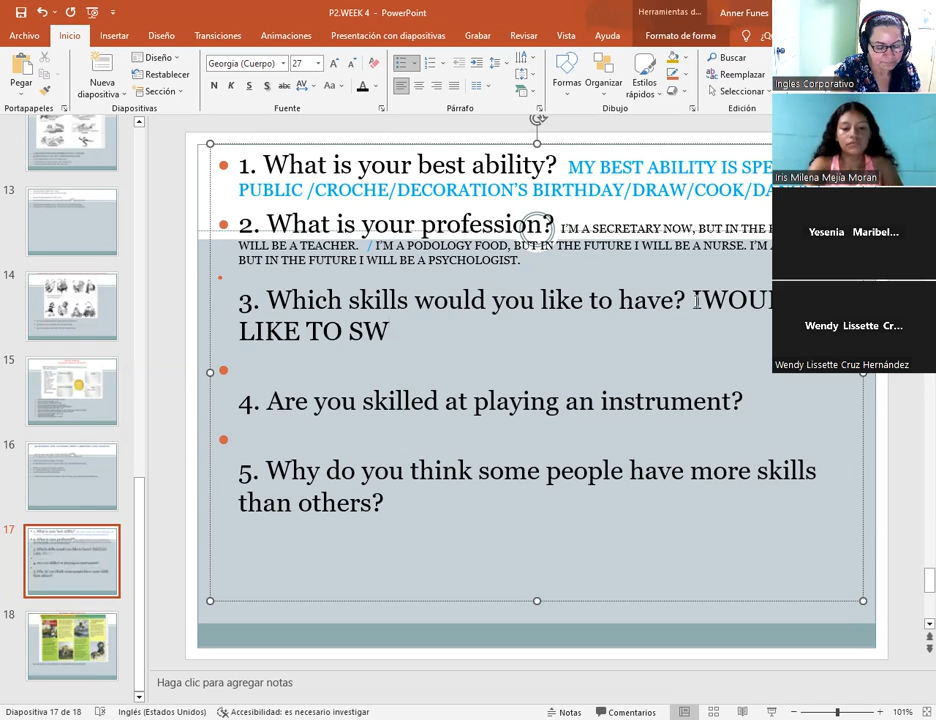 P2.WEEK 4 - PowerPoint
Herramientas d...
Anner Funes
Archivo
Inicio
Insertar
Diseño
Transiciones
Animaciones
Presentación con diapositivas
Grabar
Revisar
Vista
Ayuda
Formato de forma
Pegar
Nueva diapositiva
Diseño
Restablecer
Sección
Georgia (Cuerpo)
27
N K S abc AV Aa A
Formas
Organizar
Estilos rápidos
Buscar
Reemplazar
Seleccionar
Portapapeles
Diapositivas
Fuente
Párrafo
Dibujo
Edición
Ingles Corporativo
Iris Milena Mejía Moran
Yesenia Maribel...
Wendy Lissette Cr...
Wendy Lissette Cruz Hernández
13
14
15
16
17
18
1. What is your best ability? MY BEST ABILITY IS
PUBLIC /CROCHE/DECORATION'S BIRTHDAY/DRAW/COOK/
2. What is your profession? I'M A SECRETARY NOW, BUT IN THE
WILL BE A TEACHER. / I'M A PODOLOGY FOOD, BUT IN THE FUTURE I WILL BE A NURSE. I'M
BUT IN THE FUTURE I WILL BE A PSYCHOLOGIST.
3. Which skills would you like to have? I
LIKE TO SW
4. Are you skilled at playing an instrument?
5. Why do you think some people have more skills
than others?
Haga clic para agregar notas
Diapositiva 17 de 18
Inglés (Estados Unidos)
Accesibilidad: es necesario investigar
Notas
Comentarios
101%